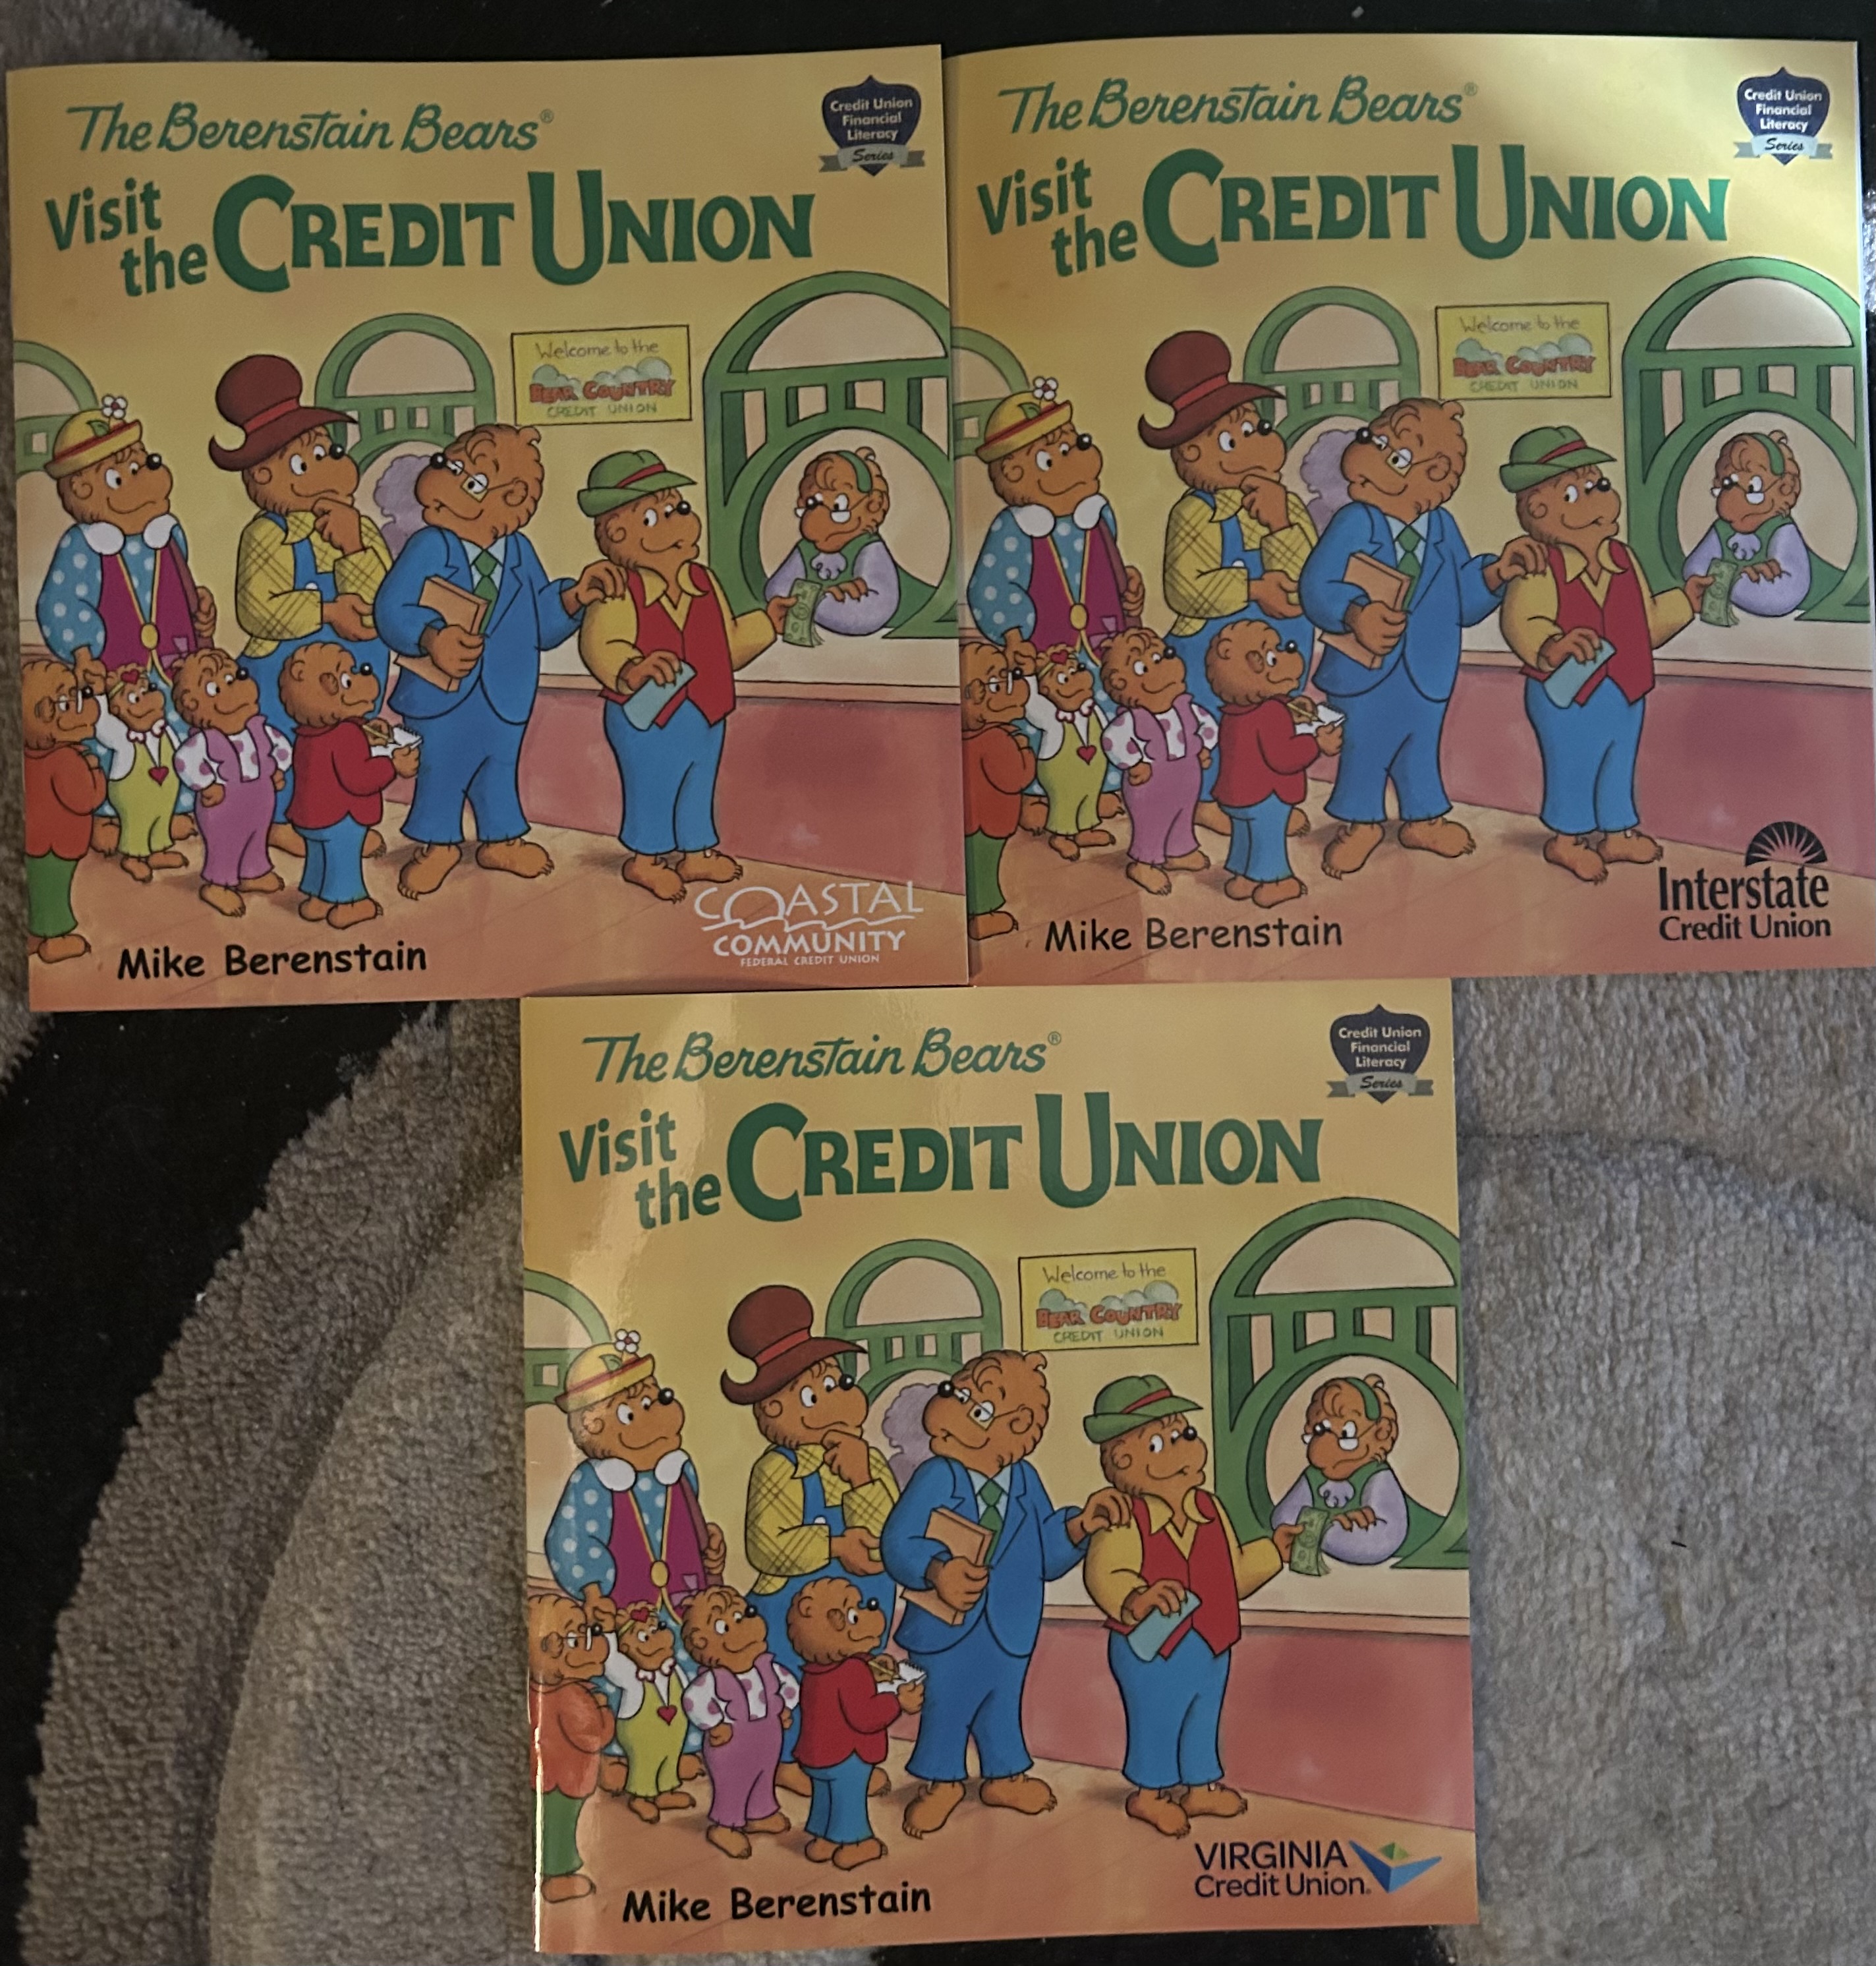 The Berenstain Bears®
Visit
the CREDIT UNION
Credit Union
Financial
Literacy
Series
Welcome to the
BEAR COUNTRY
CREDIT UNION
Mike Berenstain
COASTAL
COMMUNITY
FEDERAL CREDIT UNION
The Berenstain Bears®
Visit
the CREDIT UNION
Credit Union
Financial
Literacy
Series
Welcome to the
BEAR COUNTRY
CREDIT UNION
Mike Berenstain
Interstate
Credit Union
The Berenstain Bears®
Visit
the CREDIT UNION
Credit Union
Financial
Literacy
Series
Welcome to the
BEAR COUNTRY
CREDIT UNION
Mike Berenstain
VIRGINIA
Credit Union.